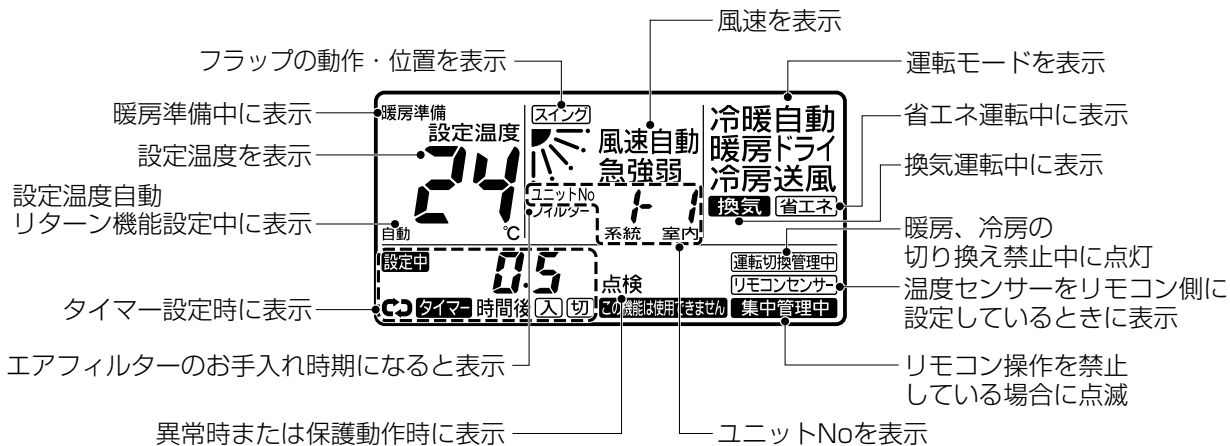 風速を表示
フラップの動作・位置を表示
運転モードを表示
暖房準備中に表示
省エネ運転中に表示
設定温度を表示
換気運転中に表示
設定温度自動
リターン機能設定中に表示
暖房、冷房の
切り換え禁止中に点灯
タイマー設定時に表示
温度センサーをリモコン側に
設定しているときに表示
エアフィルターのお手入れ時期になると表示
リモコン操作を禁止
している場合に点滅
異常時または保護動作時に表示
ユニットNoを表示
暖房準備
設定温度
24
自動 ℃
スイング
風速自動
急強弱
ユニットNo
フィルター
1- 1
系統 室内
冷暖自動
暖房ドライ
冷房送風
換気 省エネ
設定中
0.5
タイマー 時間後 入 切
点検
この機能は使用できません
運転切換管理中
リモコンセンサー
集中管理中